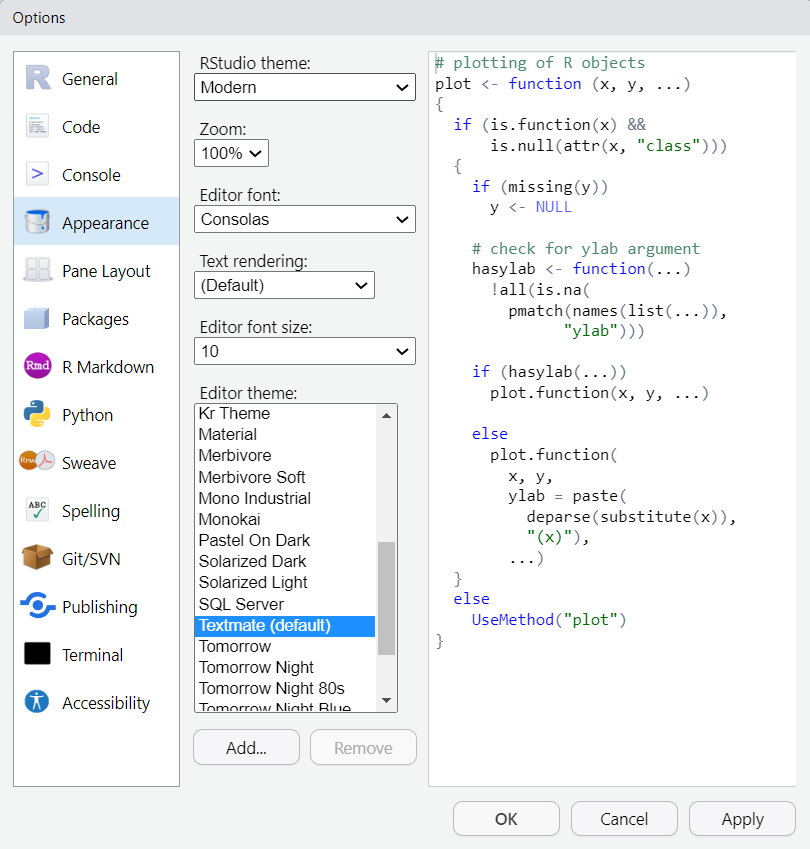 Options
General
Code
Console
Appearance
Pane Layout
Packages
R Markdown
Python
Sweave
Spelling
Git/SVN
Publishing
Terminal
Accessibility
R
>
Rmd
Rnw
ABC
RStudio theme:
Modern
Zoom:
100%
Editor font:
Consolas
Text rendering:
(Default)
Editor font size:
10
Editor theme:
Kr Theme
Material
Merbivore
Merbivore Soft
Mono Industrial
Monokai
Pastel On Dark
Solarized Dark
Solarized Light
SQL Server
Textmate (default)
Tomorrow
Tomorrow Night
Tomorrow Night 80s
Tomorrow Night Blue
Add...
Remove
# plotting of R objects
plot <- function (x, y, ...)
{
  if (is.function(x) &&
      is.null(attr(x, "class")))
  {
    if (missing(y))
      y <- NULL

    # check for ylab argument
    hasylab <- function(...)
      !all(is.na(
        pmatch(names(list(...)),
              "ylab")))

    if (hasylab(...))
      plot.function(x, y, ...)

    else
      plot.function(
        x, y,
        ylab = paste(
          deparse(substitute(x)),
          "(x)"),
        ...)
  }
  else
    UseMethod("plot")
}
OK
Cancel
Apply